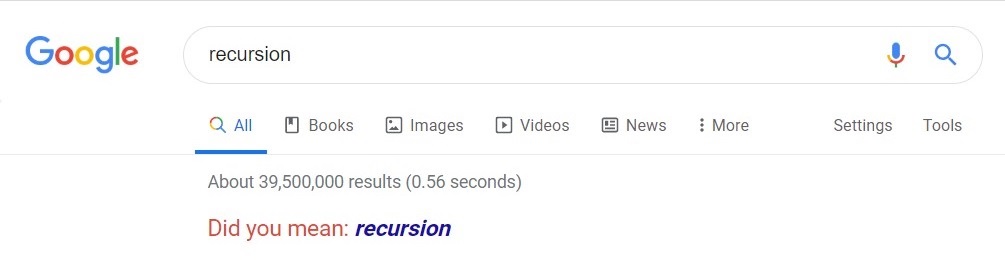 Google
recursion
All Books Images Videos News More Settings Tools
About 39,500,000 results (0.56 seconds)
Did you mean: recursion